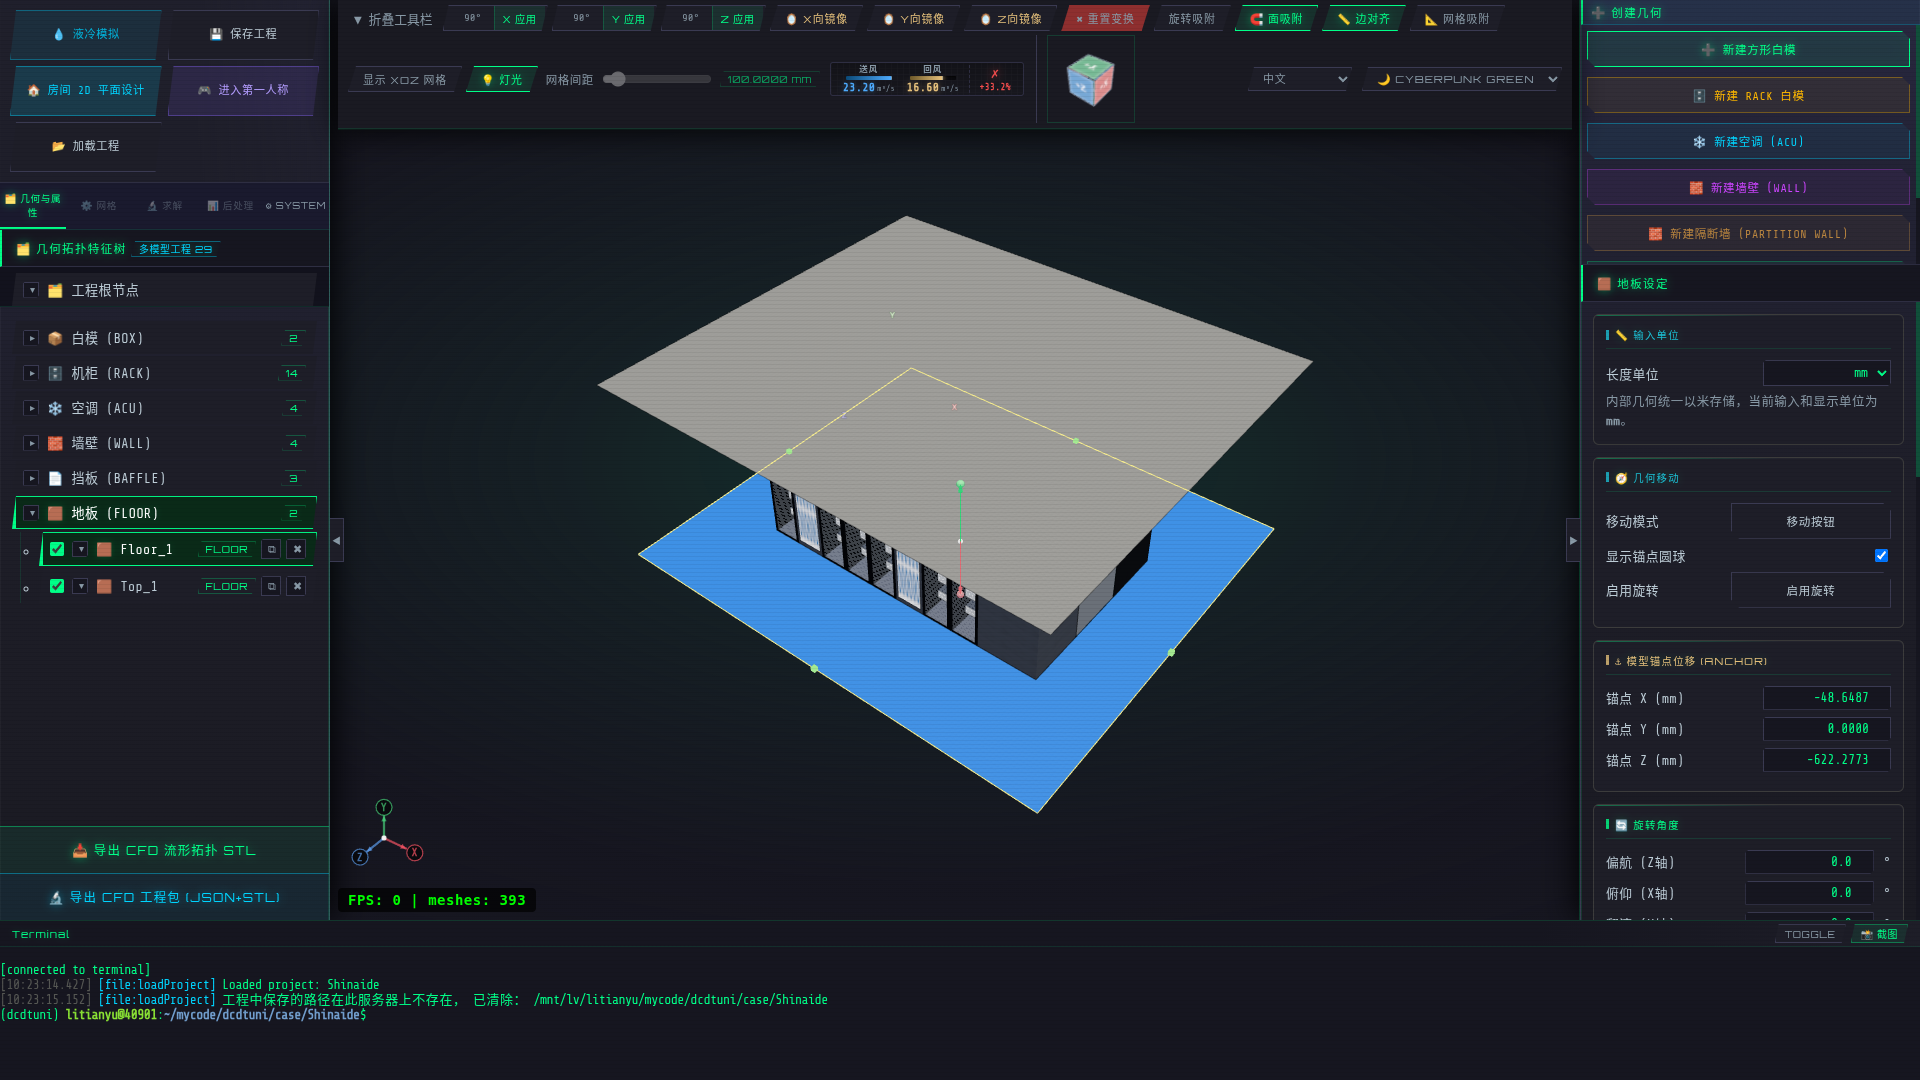 💧 液冷模拟
💾 保存工程
🏠 房间 2D 平面设计
🎮 进入第一人称
📂 加载工程
🗂️ 几何与属性
⚙️ 网格
🔬 求解
📊 后处理
⚙ SYSTEM
🗂️ 几何拓扑特征树 多模型工程 29
▾ 🗂️ 工程根节点
▸ 📦 白模 (BOX) 2
▸ 🗄️ 机柜 (RACK) 14
▸ ❄️ 空调 (ACU) 4
▸ 🧱 墙壁 (WALL) 4
▸ 📄 挡板 (BAFFLE) 3
▾ 🟫 地板 (FLOOR) 2
▾ 🟫 Floor_1 FLOOR
▾ 🟫 Top_1 FLOOR
📥 导出 CFD 流形拓扑 STL
🔬 导出 CFD 工程包 (JSON+STL)
▼ 折叠工具栏
90° X 应用
90° Y 应用
90° Z 应用
X向镜像
Y向镜像
Z向镜像
✖ 重置变换
旋转吸附
🧲 面吸附
📏 边对齐
📐 网格吸附
显示 XOZ 网格
💡 灯光
网格间距
100.0000 mm
送风 回风 ✗
23.20 m³/s 16.60 m³/s +33.2%
中文
🌙 CYBERPUNK GREEN
Y
X
Y
X
Z
FPS: 0 | meshes: 393
➕ 创建几何
➕ 新建方形白模
🗄️ 新建 RACK 白模
❄️ 新建空调 (ACU)
🧱 新建墙壁 (WALL)
🧱 新建隔断墙 (PARTITION WALL)
🟫 地板设定
📏 输入单位
长度单位 mm
内部几何统一以米存储，当前输入和显示单位为
mm。
🧭 几何移动
移动模式 移动按钮
显示锚点圆球
启用旋转 启用旋转
⚓ 模型锚点位移 (ANCHOR)
锚点 X (mm) -48.6487
锚点 Y (mm) 0.0000
锚点 Z (mm) -622.2773
🔄 旋转角度
偏航 (Z轴) 0.0 °
俯仰 (X轴) 0.0 °
Terminal
TOGGLE
📸 截图
[connected to terminal]
[10:23:14.427] [file:loadProject] Loaded project: Shinaide
[10:23:15.152] [file:loadProject] 工程中保存的路径在此服务器上不存在， 已清除： /mnt/lv/litianyu/mycode/dcdtuni/case/Shinaide
(dcdtuni) litianyu@40901:~/mycode/dcdtuni/case/Shinaide$